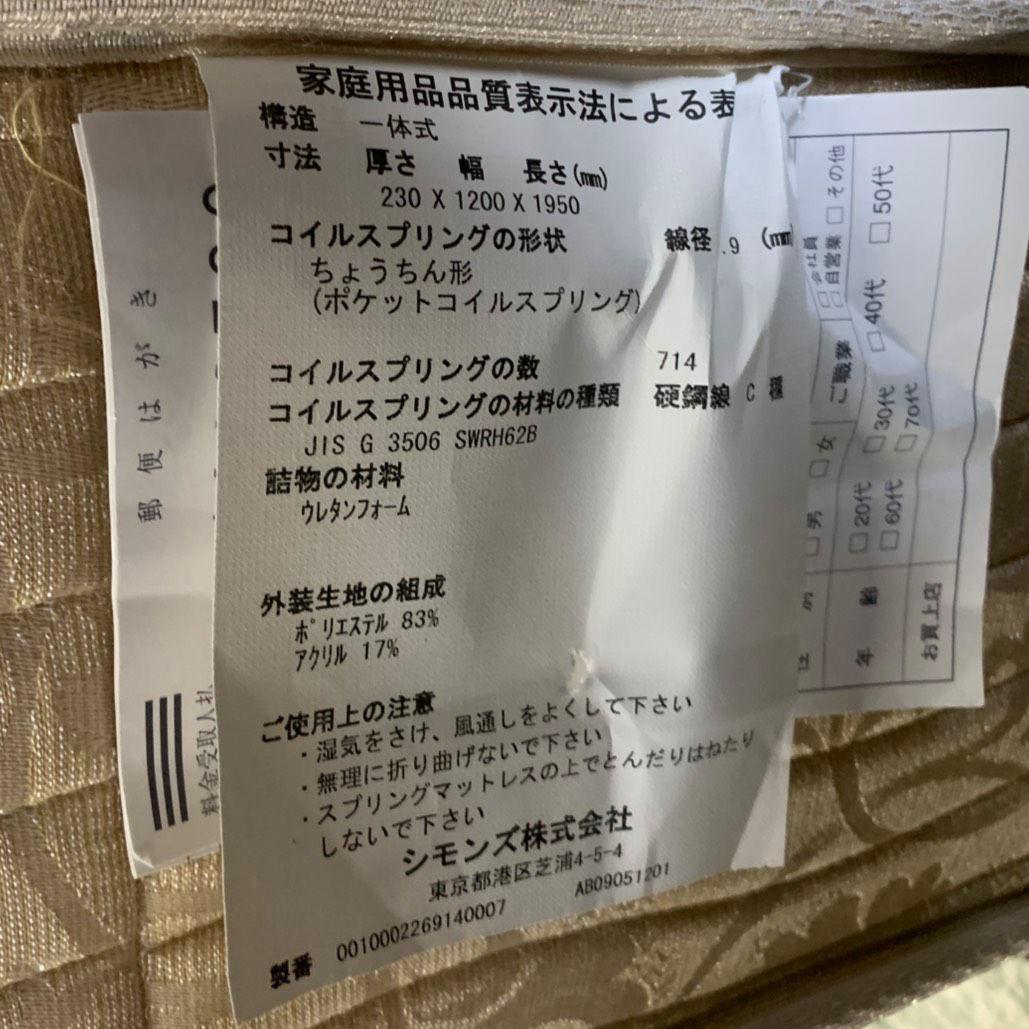 家庭用品品質表示法による表
構造 一体式
寸法 厚さ 幅 長さ(mm)
230 X 1200 X 1950
コイルスプリングの形状 線径 .9 (mm
ちょうちん形
(ポケットコイルスプリング)
コイルスプリングの数 714
コイルスプリングの材料の種類 硬鋼線 C 種
JIS G 3506 SWRH62B
詰物の材料
ウレタンフォーム
外装生地の組成
ポリエステル 83%
アクリル 17%
ご使用上の注意
・湿気をさけ、風通しをよくして下さい
・無理に折り曲げないで下さい
・スプリングマットレスの上でとんだりはねたり
しないで下さい
シモンズ株式会社
東京都港区芝浦4-5-4
AB09051201
製番 0010002269140007
郵便はがき
料金受取人払
□男 □女 ご職業 □会社員 □自営業 □その他
年齢 □20代 □30代 □40代 □50代
□60代 □70代
お買上店